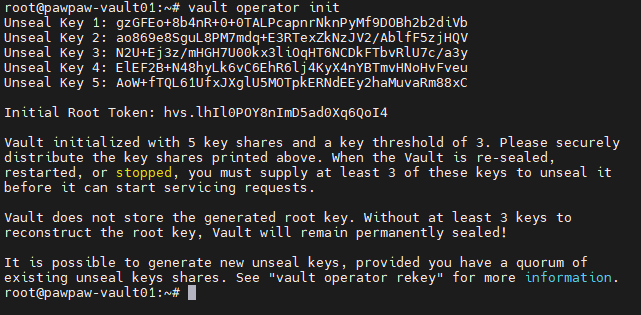 root@pawpaw-vault01:~# vault operator init
Unseal Key 1: gzGFEo+8b4nR+0+0TALPcapnrNknPyMf9DOBh2b2diVb
Unseal Key 2: ao869e8SguL8PM7mdq+E3RTexZkNzJV2/AblfF5zjHQV
Unseal Key 3: N2U+Ej3z/mHGH7U00kx3liOqHT6NCDkFTbvRlU7c/a3y
Unseal Key 4: ElEF2B+N48hyLk6vC6EhR6lj4KyX4nYBTmvHNoHvFveu
Unseal Key 5: AoW+fTQL61UfxJXglU5MOTpkERNdEEy2haMuvaRm88xC
Initial Root Token: hvs.lhIl0POY8nImD5ad0Xq6QoI4
Vault initialized with 5 key shares and a key threshold of 3. Please securely
distribute the key shares printed above. When the Vault is re-sealed,
restarted, or stopped, you must supply at least 3 of these keys to unseal it
before it can start servicing requests.
Vault does not store the generated root key. Without at least 3 keys to
reconstruct the root key, Vault will remain permanently sealed!
It is possible to generate new unseal keys, provided you have a quorum of
existing unseal keys shares. See "vault operator rekey" for more information.
root@pawpaw-vault01:~#